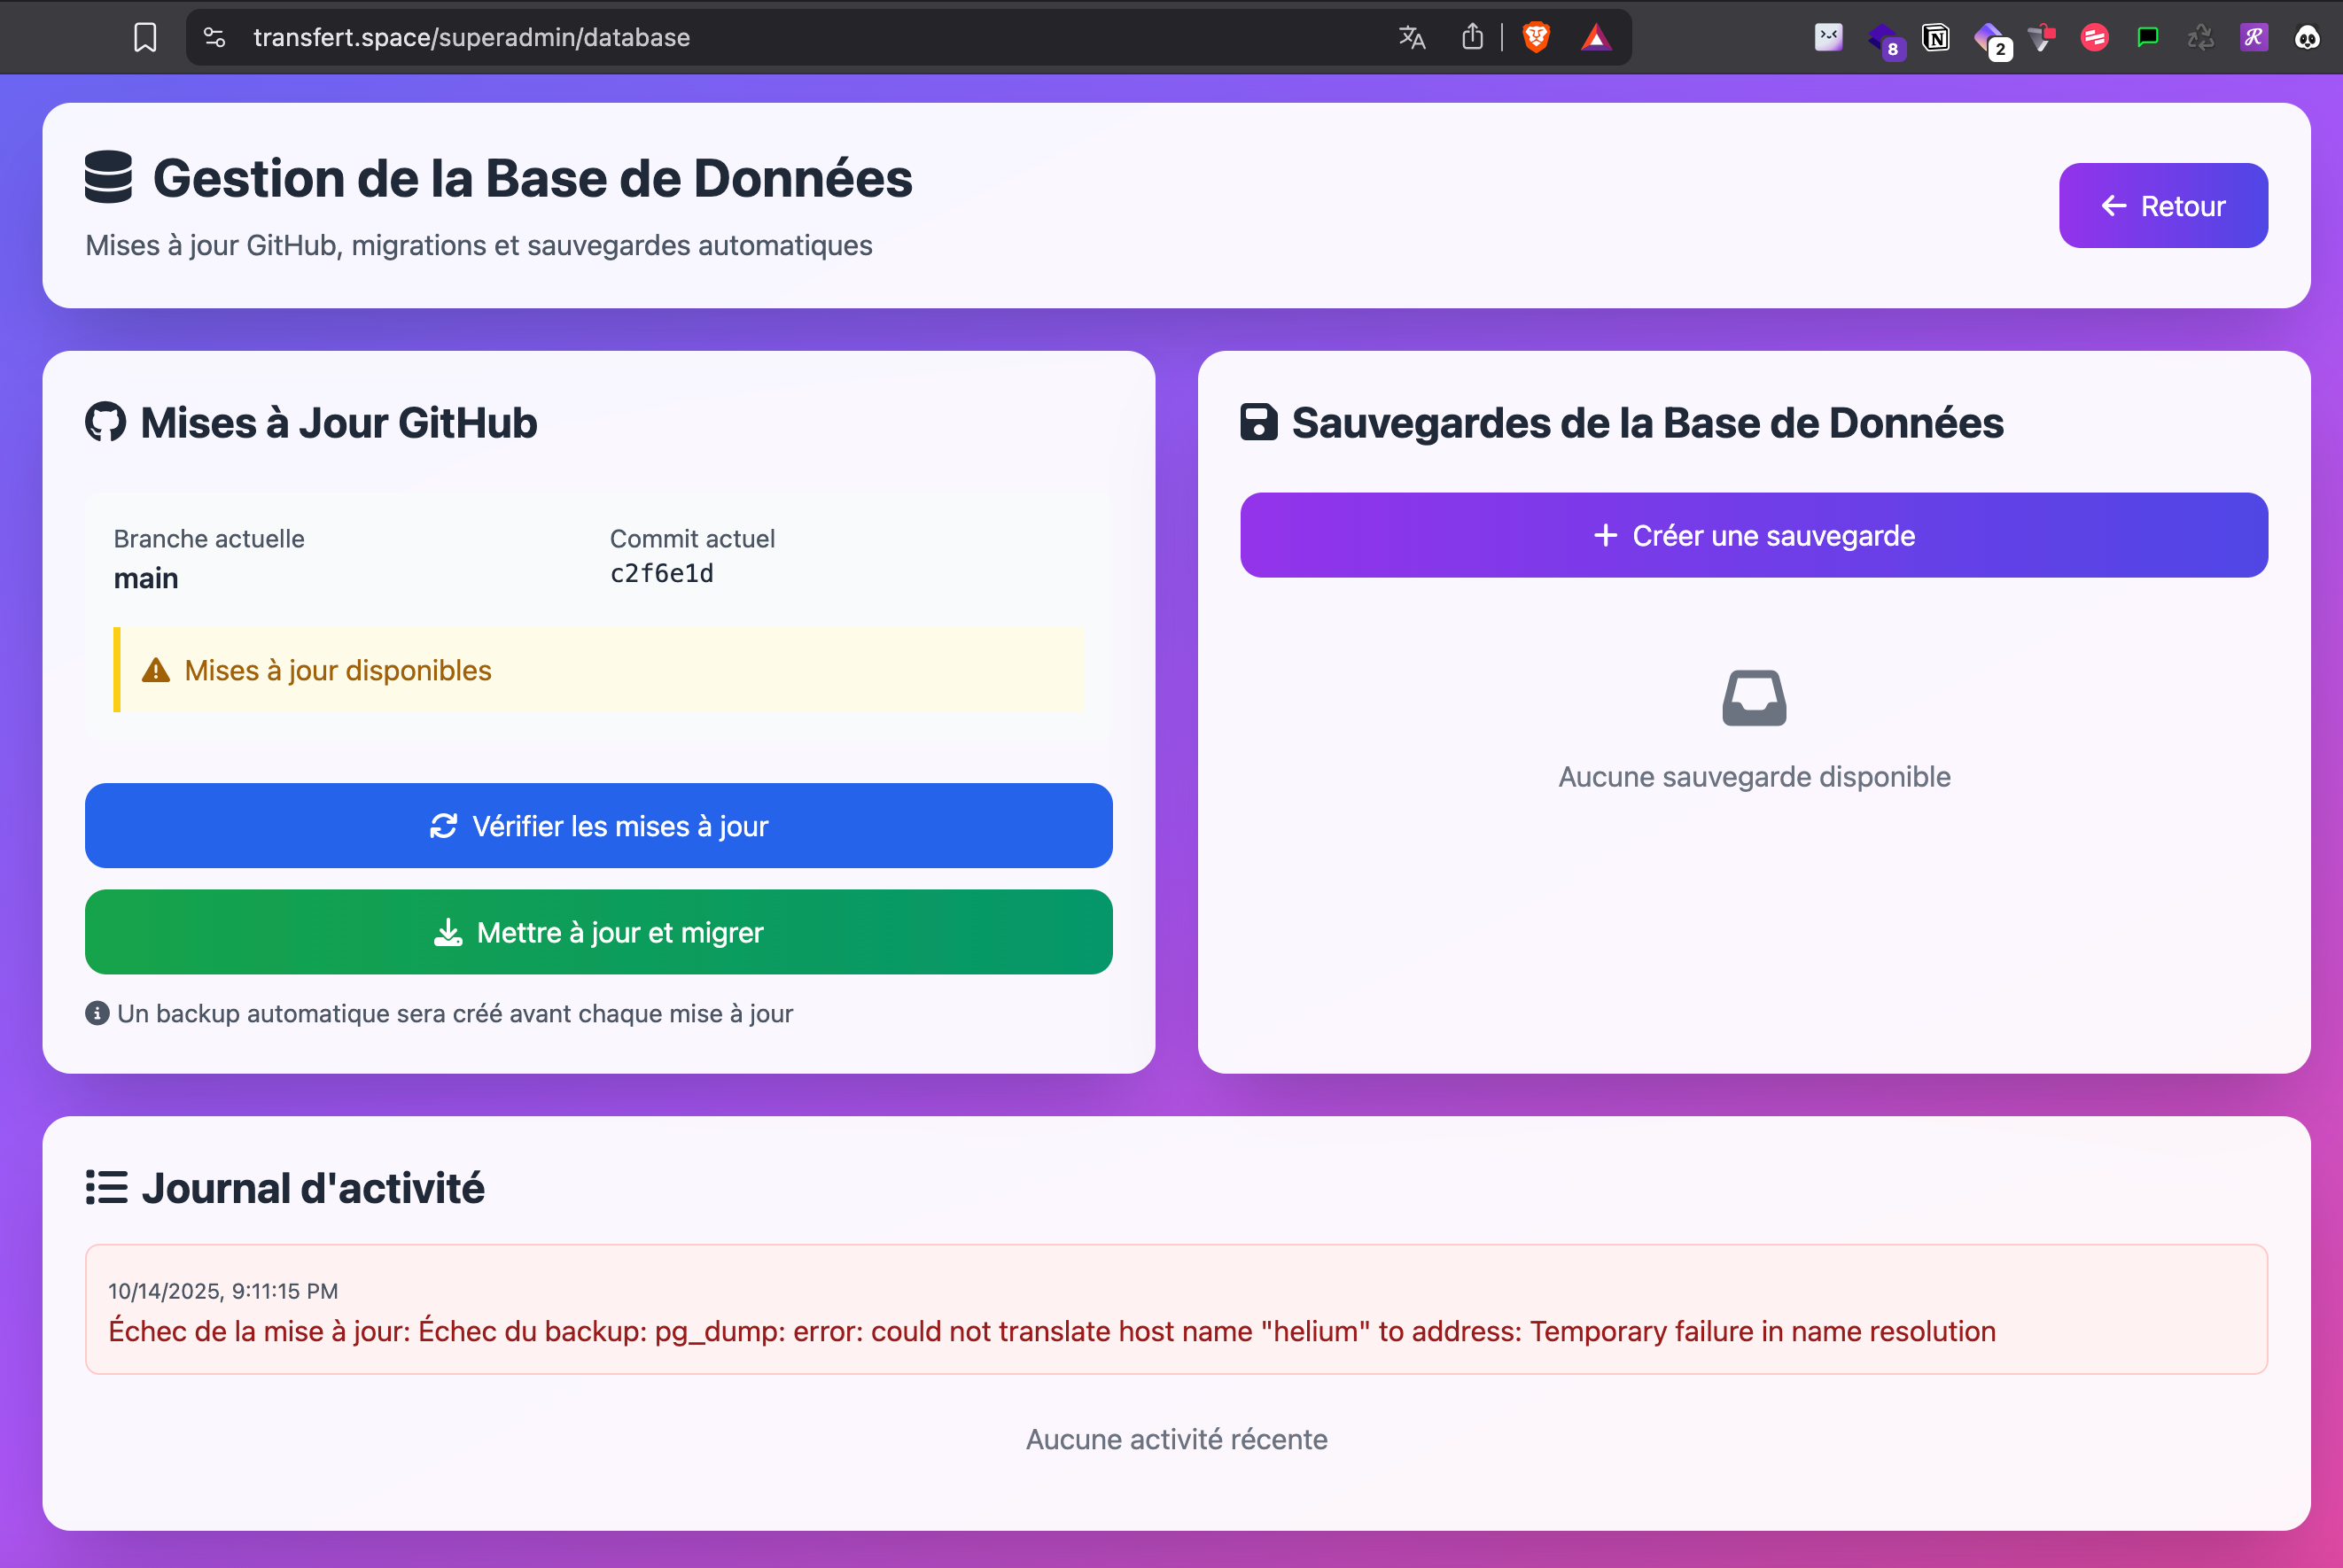 transfert.space/superadmin/database
8
2
Gestion de la Base de Données
Mises à jour GitHub, migrations et sauvegardes automatiques
Retour
Mises à Jour GitHub
Branche actuelle
main
Commit actuel
c2f6e1d
Mises à jour disponibles
Vérifier les mises à jour
Mettre à jour et migrer
Un backup automatique sera créé avant chaque mise à jour
Sauvegardes de la Base de Données
Créer une sauvegarde
Aucune sauvegarde disponible
Journal d'activité
10/14/2025, 9:11:15 PM
Échec de la mise à jour: Échec du backup: pg_dump: error: could not translate host name "helium" to address: Temporary failure in name resolution
Aucune activité récente